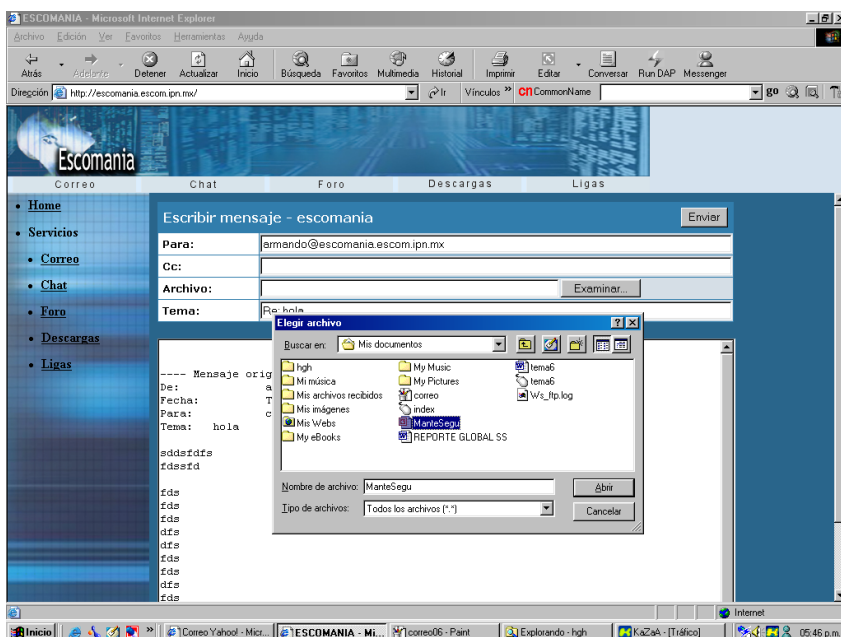 ESCOMANIA - Microsoft Internet Explorer
Archivo Edición Ver Favoritos Herramientas Ayuda
Atrás Adelante Detener Actualizar Inicio Búsqueda Favoritos Multimedia Historial Imprimir Editar Conversar Run DAP Messenger
Dirección http://escomania.escom.ipn.mx/ Ir Vínculos » cn CommonName go
Escomania
Correo Chat Foro Descargas Ligas
Home
Servicios
Correo
Chat
Foro
Descargas
Ligas
Escribir mensaje - escomania Enviar
Para: armando@escomania.escom.ipn.mx
Cc:
Archivo: Examinar...
Tema: Re: hola
Elegir archivo
Buscar en: Mis documentos
hgh
Mi música
Mis archivos recibidos
Mis imágenes
Mis Webs
My eBooks
My Music
My Pictures
correo
index
ManteSegu
REPORTE GLOBAL SS
tema6
tema6
Ws_ftp.log
Nombre de archivo: ManteSegu Abrir
Tipo de archivos: Todos los archivos (*.*) Cancelar
---- Mensaje orig
De: a
Fecha: T
Para: c
Tema: hola
sddsfdfs
fdssfd
fds
fds
fds
dfs
dfs
fds
fds
dfs
fds
Internet
Inicio » Correo Yahoo! - Micr... ESCOMANIA - Mi... correo06 - Paint Explorando - hgh KaZaA - [Tráfico] 05:46 p.m.